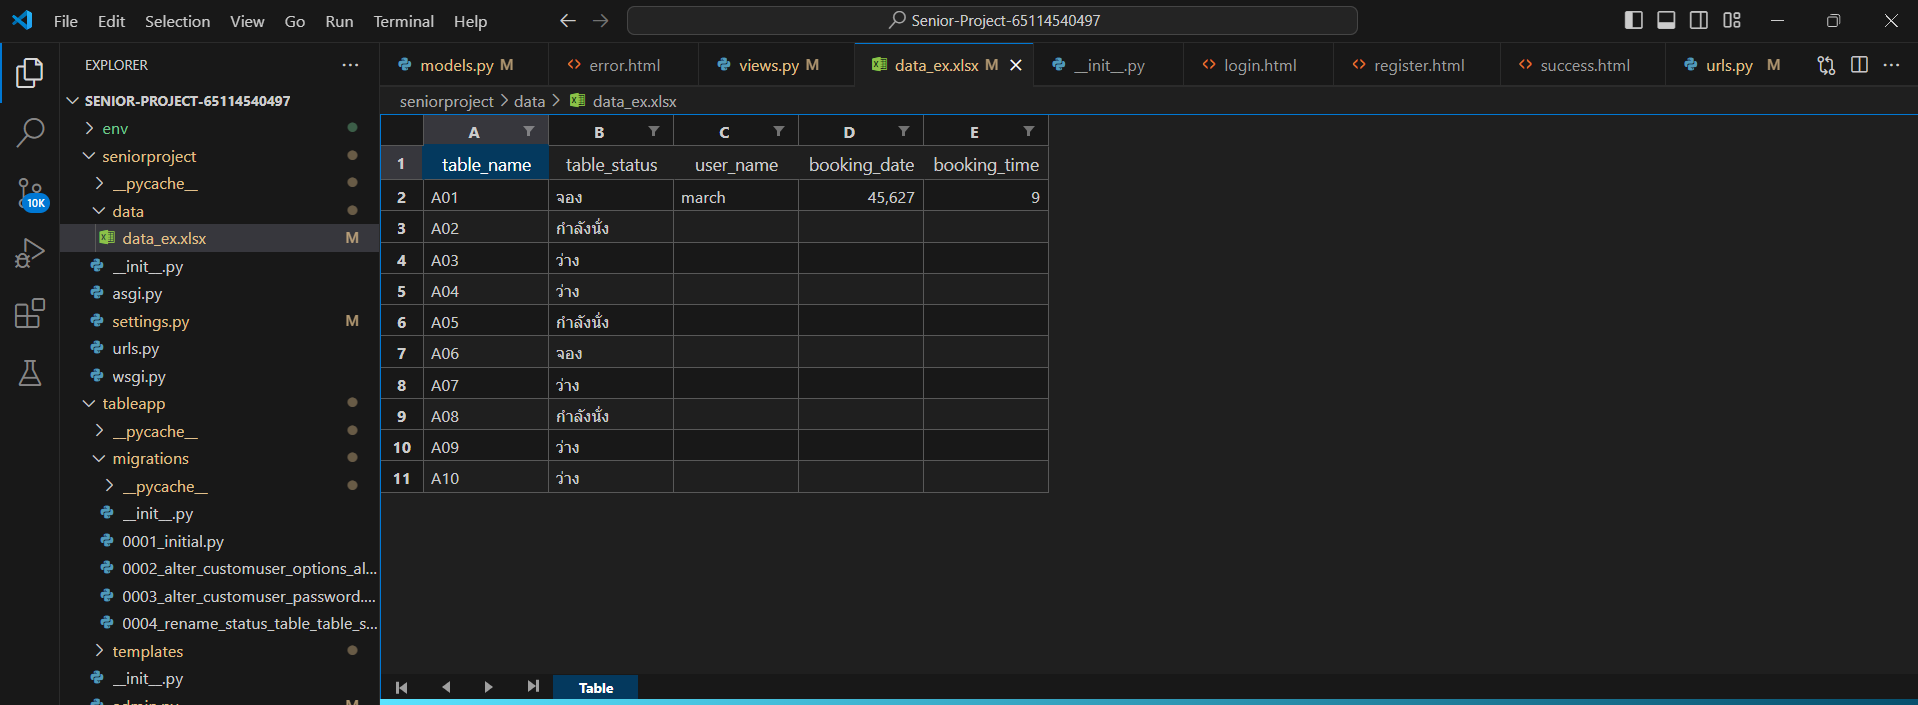 File Edit Selection View Go Run Terminal Help Senior-Project-65114540497
EXPLORER
SENIOR-PROJECT-65114540497
env
seniorproject
__pycache__
data
data_ex.xlsx M
__init__.py
asgi.py
settings.py M
urls.py
wsgi.py
tableapp
__pycache__
migrations
__pycache__
__init__.py
0001_initial.py
0002_alter_customuser_options_al...
0003_alter_customuser_password....
0004_rename_status_table_table_s...
templates
__init__.py
admin.py M
10K
models.py M error.html views.py M data_ex.xlsx M __init__.py login.html register.html success.html urls.py M
seniorproject > data > data_ex.xlsx
A B C D E
1 table_name table_status user_name booking_date booking_time
2 A01 จอง march 45,627 9
3 A02 กำลังนั่ง
4 A03 ว่าง
5 A04 ว่าง
6 A05 กำลังนั่ง
7 A06 จอง
8 A07 ว่าง
9 A08 กำลังนั่ง
10 A09 ว่าง
11 A10 ว่าง
Table